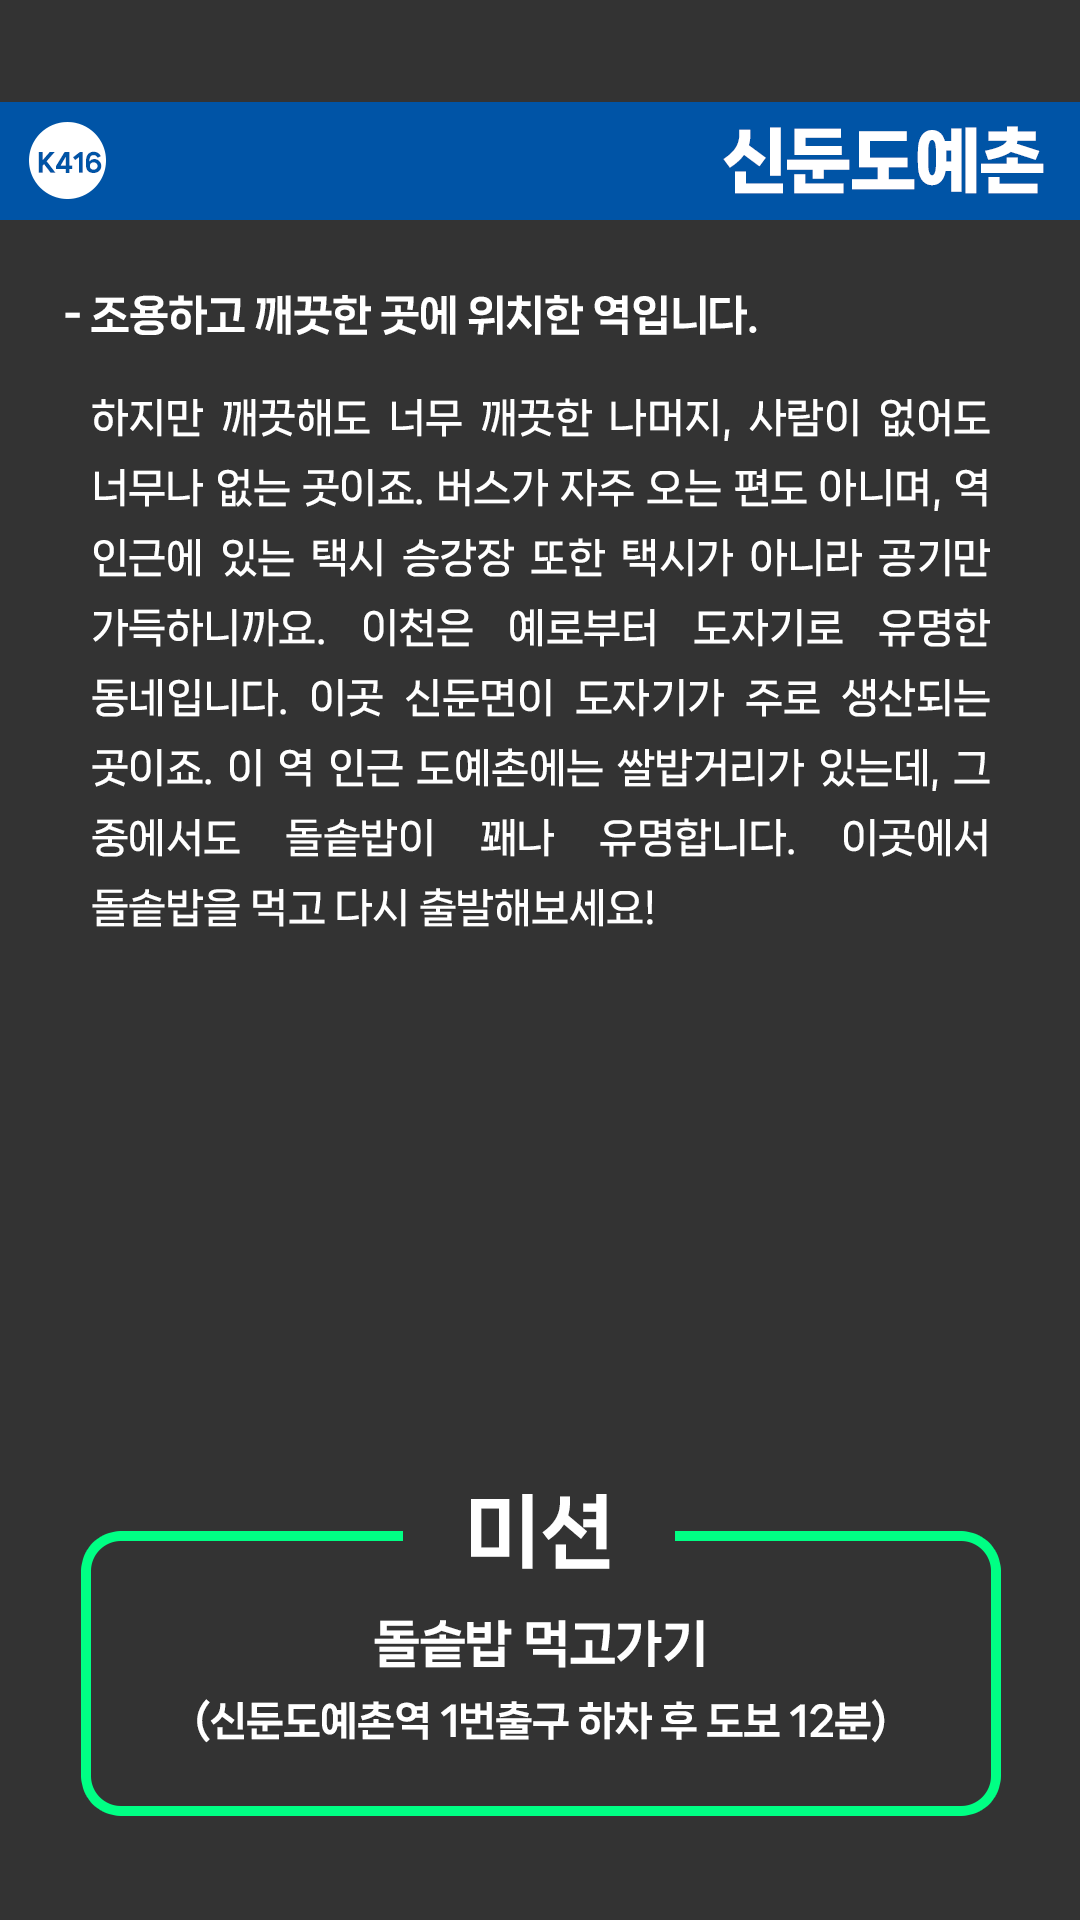 K416
신둔도예촌
- 조용하고 깨끗한 곳에 위치한 역입니다.
하지만 깨끗해도 너무 깨끗한 나머지, 사람이 없어도
너무나 없는 곳이죠. 버스가 자주 오는 편도 아니며, 역
인근에 있는 택시 승강장 또한 택시가 아니라 공기만
가득하니까요. 이천은 예로부터 도자기로 유명한
동네입니다. 이곳 신둔면이 도자기가 주로 생산되는
곳이죠. 이 역 인근 도예촌에는 쌀밥거리가 있는데, 그
중에서도 돌솥밥이 꽤나 유명합니다. 이곳에서
돌솥밥을 먹고 다시 출발해보세요!
미션
돌솥밥 먹고가기
(신둔도예촌역 1번출구 하차 후 도보 12분)